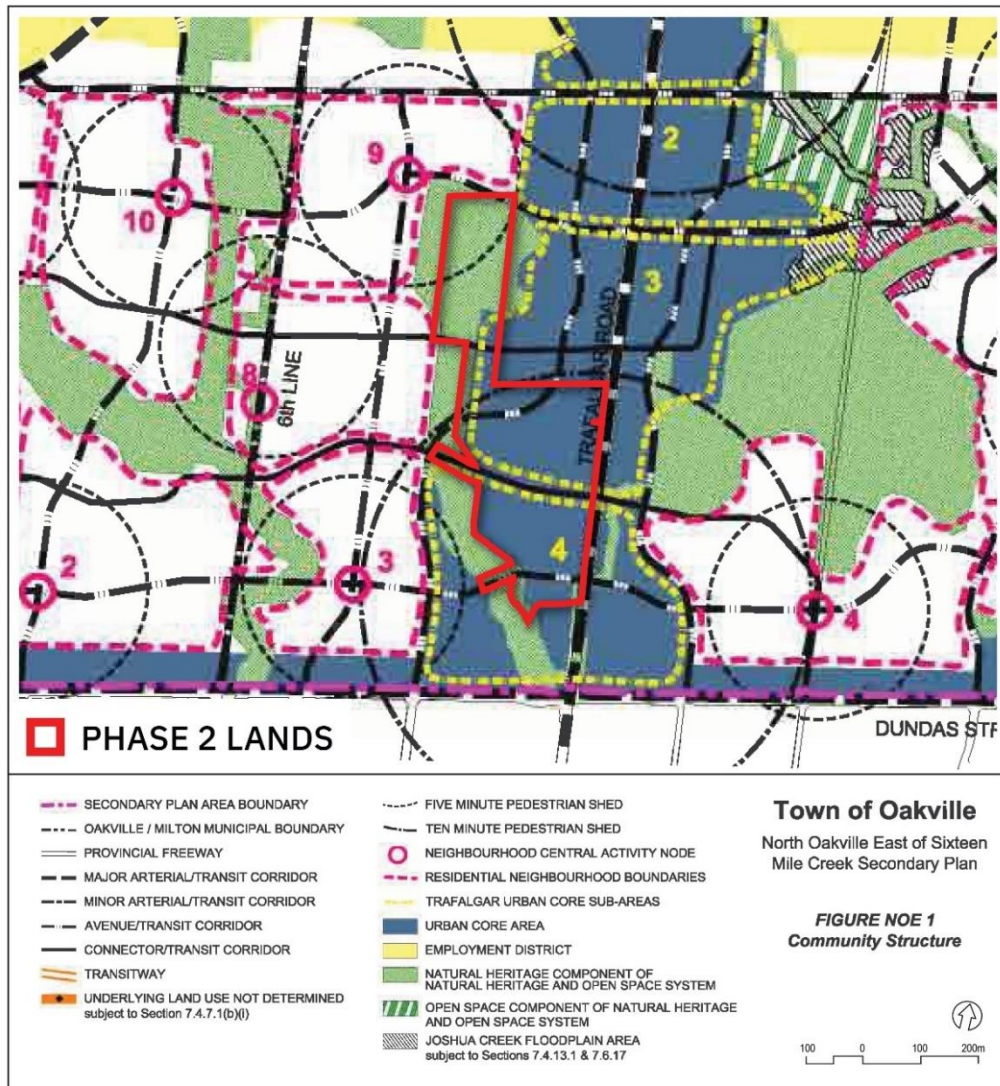 2
9
10
3
TRAFALGAR ROAD
8
6th LINE
2
3
4
4
DUNDAS STR
PHASE 2 LANDS
SECONDARY PLAN AREA BOUNDARY
OAKVILLE / MILTON MUNICIPAL BOUNDARY
PROVINCIAL FREEWAY
MAJOR ARTERIAL/TRANSIT CORRIDOR
MINOR ARTERIAL/TRANSIT CORRIDOR
AVENUE/TRANSIT CORRIDOR
CONNECTOR/TRANSIT CORRIDOR
TRANSITWAY
UNDERLYING LAND USE NOT DETERMINED
subject to Section 7.4.7.1(b)(i)
FIVE MINUTE PEDESTRIAN SHED
TEN MINUTE PEDESTRIAN SHED
NEIGHBOURHOOD CENTRAL ACTIVITY NODE
RESIDENTIAL NEIGHBOURHOOD BOUNDARIES
TRAFALGAR URBAN CORE SUB-AREAS
URBAN CORE AREA
EMPLOYMENT DISTRICT
NATURAL HERITAGE COMPONENT OF
NATURAL HERITAGE AND OPEN SPACE SYSTEM
OPEN SPACE COMPONENT OF NATURAL HERITAGE
AND OPEN SPACE SYSTEM
JOSHUA CREEK FLOODPLAIN AREA
subject to Sections 7.4.13.1 & 7.6.17
Town of Oakville
North Oakville East of Sixteen
Mile Creek Secondary Plan
FIGURE NOE 1
Community Structure
100 0 100 200m